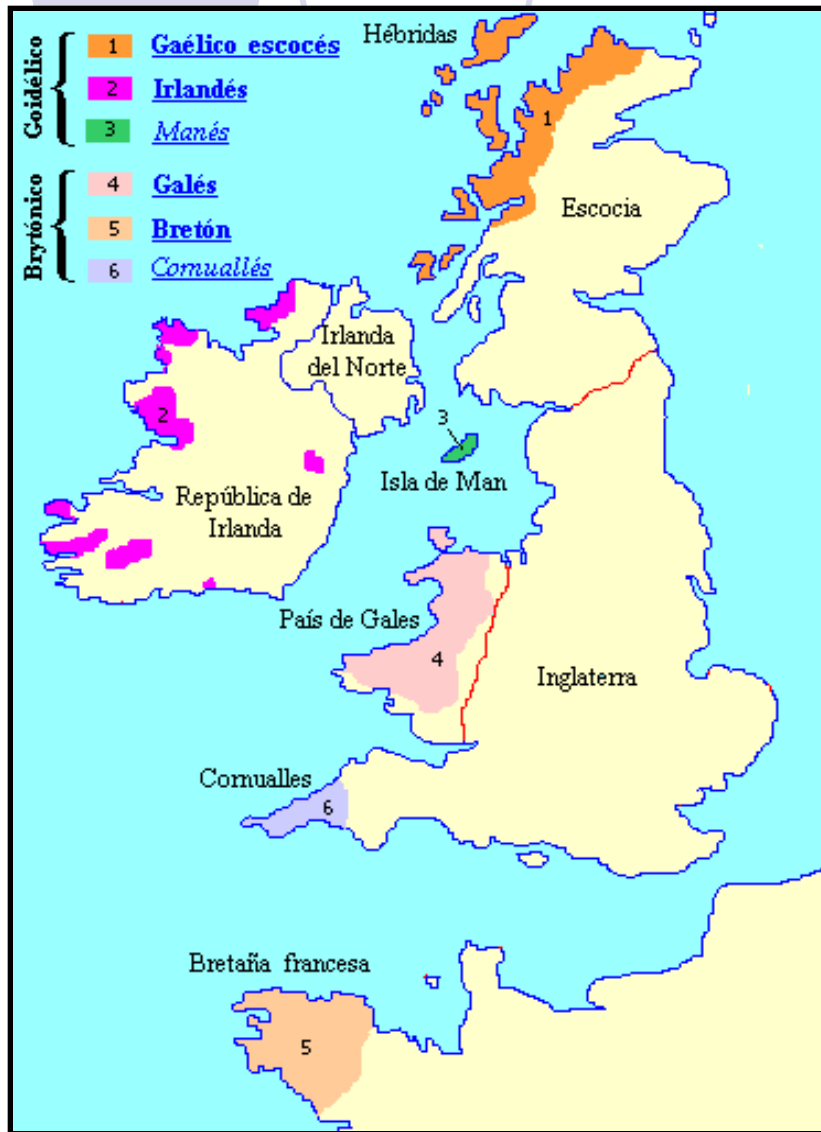 Goidélico
1 Gaélico escocés
2 Irlandés
3 Manés
Brytónico
4 Galés
5 Bretón
6 Cornuallés
Hébridas
1
Escocia
Irlanda
del Norte
2
3
Isla de Man
República de
Irlanda
País de Gales
4
Inglaterra
Cornualles
6
Bretaña francesa
5